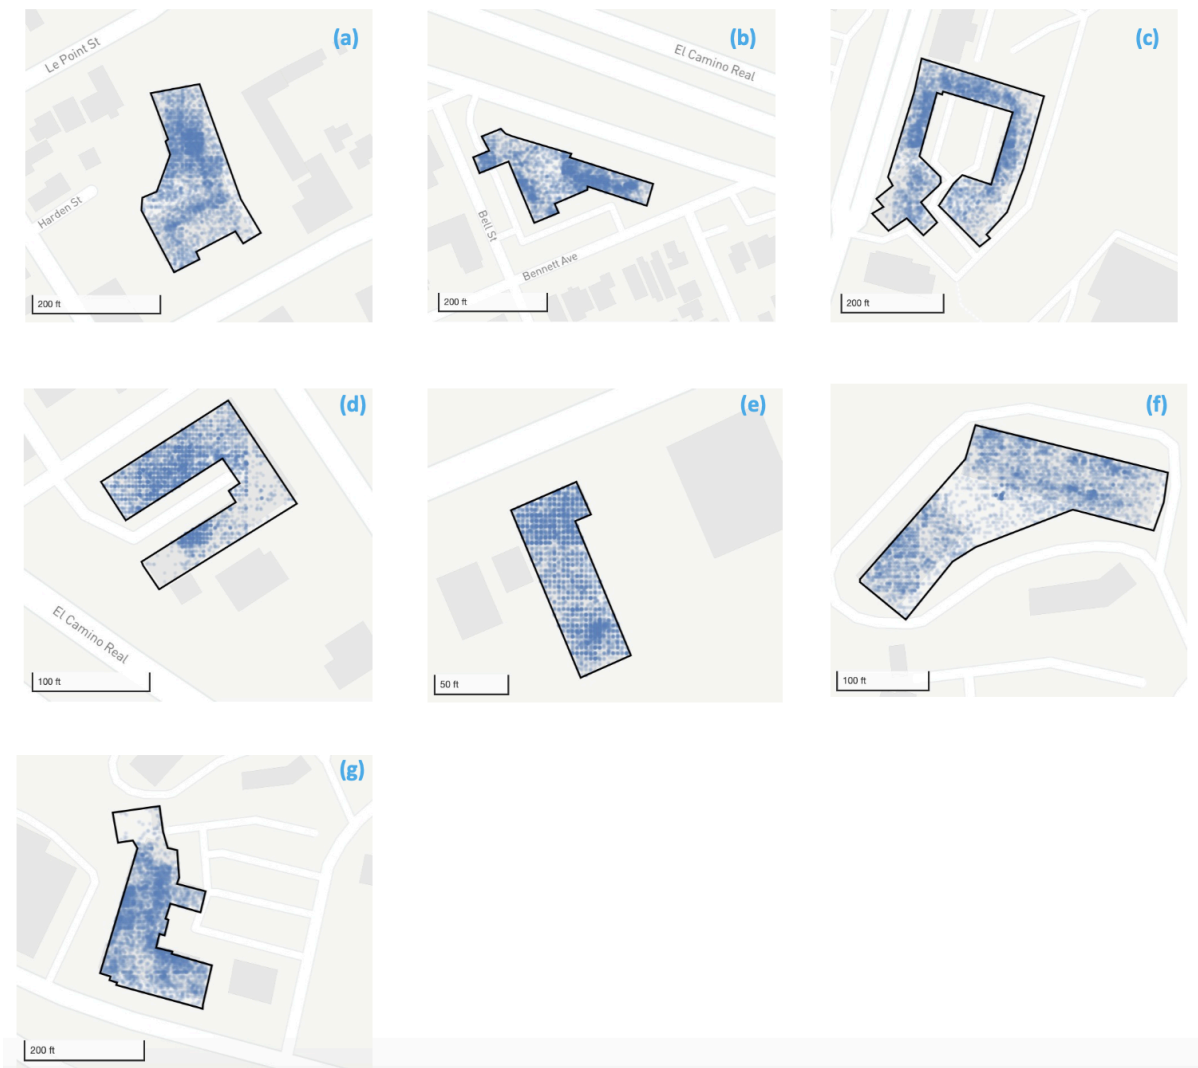 (a)
Le Point St
Harden St
200 ft
(b)
El Camino Real
Bell St
Bennett Ave
200 ft
(c)
200 ft
(d)
El Camino Real
100 ft
(e)
50 ft
(f)
100 ft
(g)
200 ft